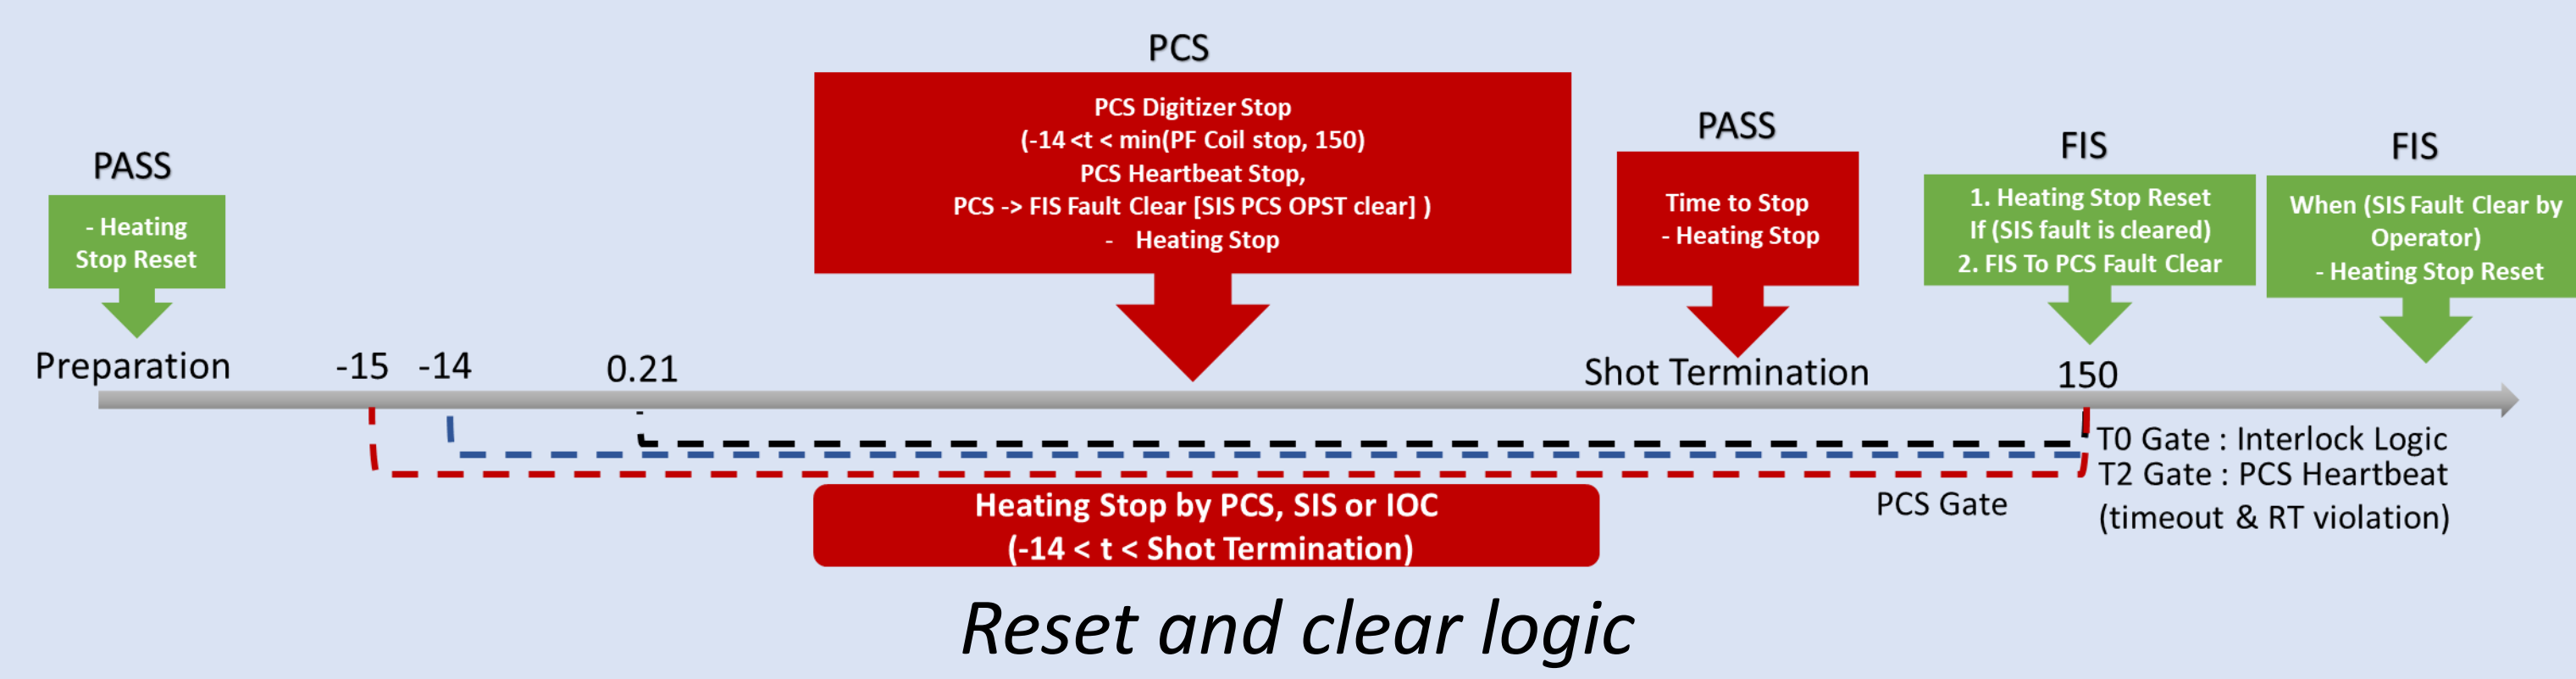 PASS
- Heating
Stop Reset
Preparation
-15
-14
0.21
PCS
PCS Digitizer Stop
(-14 <t < min(PF Coil stop, 150)
PCS Heartbeat Stop,
PCS -> FIS Fault Clear [SIS PCS OPST clear] )
- Heating Stop
PASS
Time to Stop
- Heating Stop
Shot Termination
FIS
1. Heating Stop Reset
If (SIS fault is cleared)
2. FIS To PCS Fault Clear
150
FIS
When (SIS Fault Clear by
Operator)
- Heating Stop Reset
T0 Gate : Interlock Logic
T2 Gate : PCS Heartbeat
(timeout & RT violation)
PCS Gate
Heating Stop by PCS, SIS or IOC
(-14 < t < Shot Termination)
Reset and clear logic